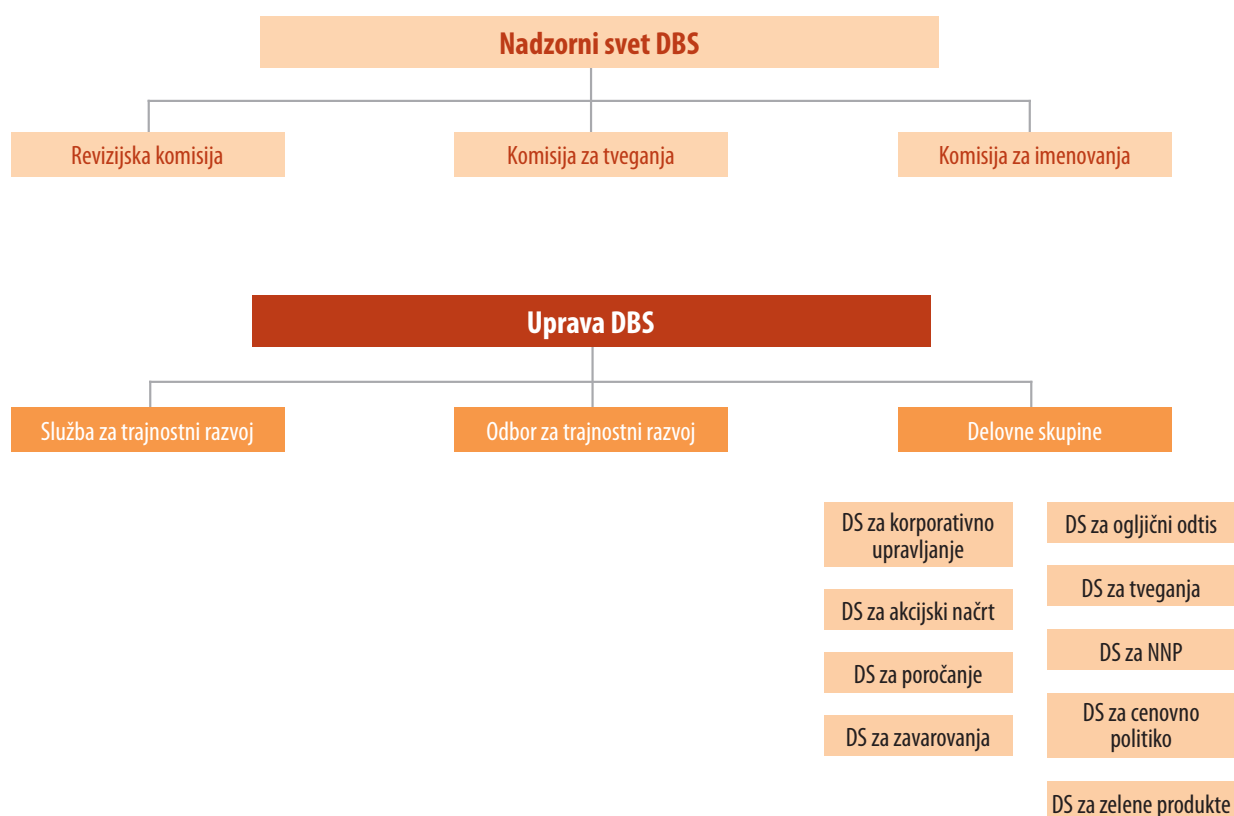 Nadzorni svet DBS
Revizijska komisija
Komisija za tveganja
Komisija za imenovanja
Uprava DBS
Služba za trajnostni razvoj
Odbor za trajnostni razvoj
Delovne skupine
DS za korporativno
upravljanje
DS za akcijski načrt
DS za poročanje
DS za zavarovanja
DS za ogljični odtis
DS za tveganja
DS za NNP
DS za cenovno
politiko
DS za zelene produkte